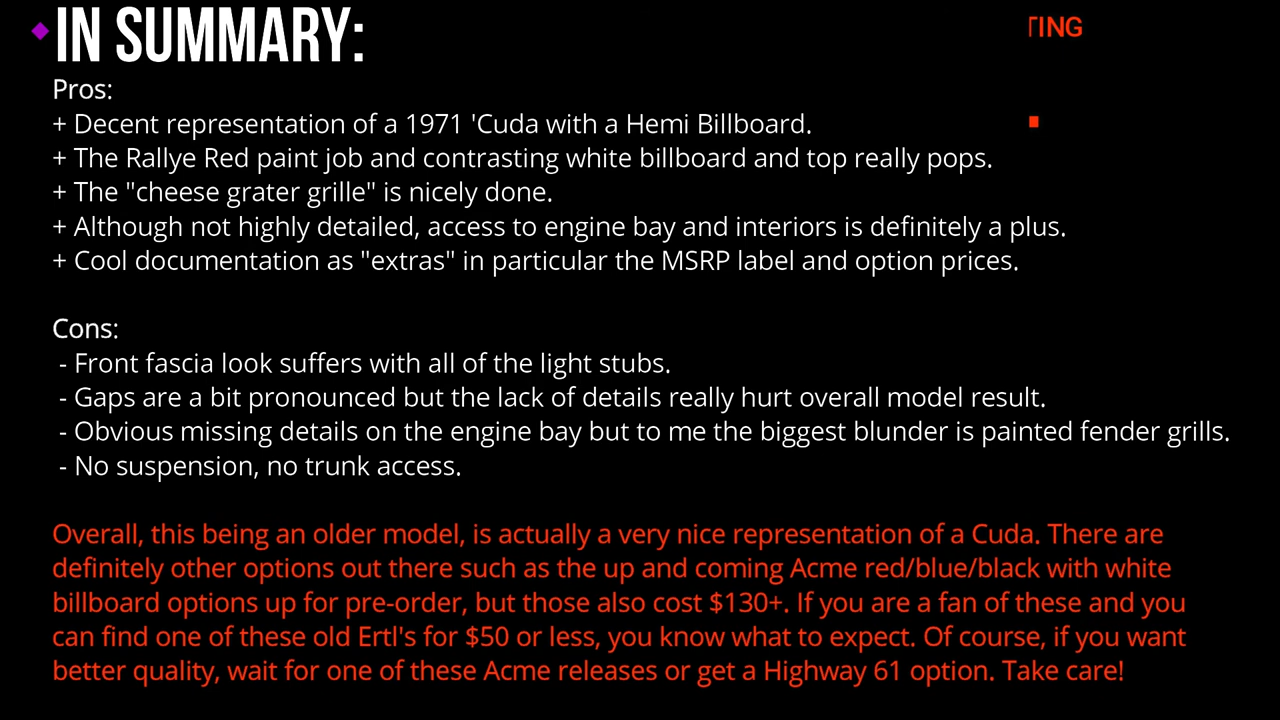 IN SUMMARY:
TING
Pros:
+ Decent representation of a 1971 'Cuda with a Hemi Billboard.
+ The Rallye Red paint job and contrasting white billboard and top really pops.
+ The "cheese grater grille" is nicely done.
+ Although not highly detailed, access to engine bay and interiors is definitely a plus.
+ Cool documentation as "extras" in particular the MSRP label and option prices.
Cons:
- Front fascia look suffers with all of the light stubs.
- Gaps are a bit pronounced but the lack of details really hurt overall model result.
- Obvious missing details on the engine bay but to me the biggest blunder is painted fender grills.
- No suspension, no trunk access.
Overall, this being an older model, is actually a very nice representation of a Cuda. There are
definitely other options out there such as the up and coming Acme red/blue/black with white
billboard options up for pre-order, but those also cost $130+. If you are a fan of these and you
can find one of these old Ertl's for $50 or less, you know what to expect. Of course, if you want
better quality, wait for one of these Acme releases or get a Highway 61 option. Take care!